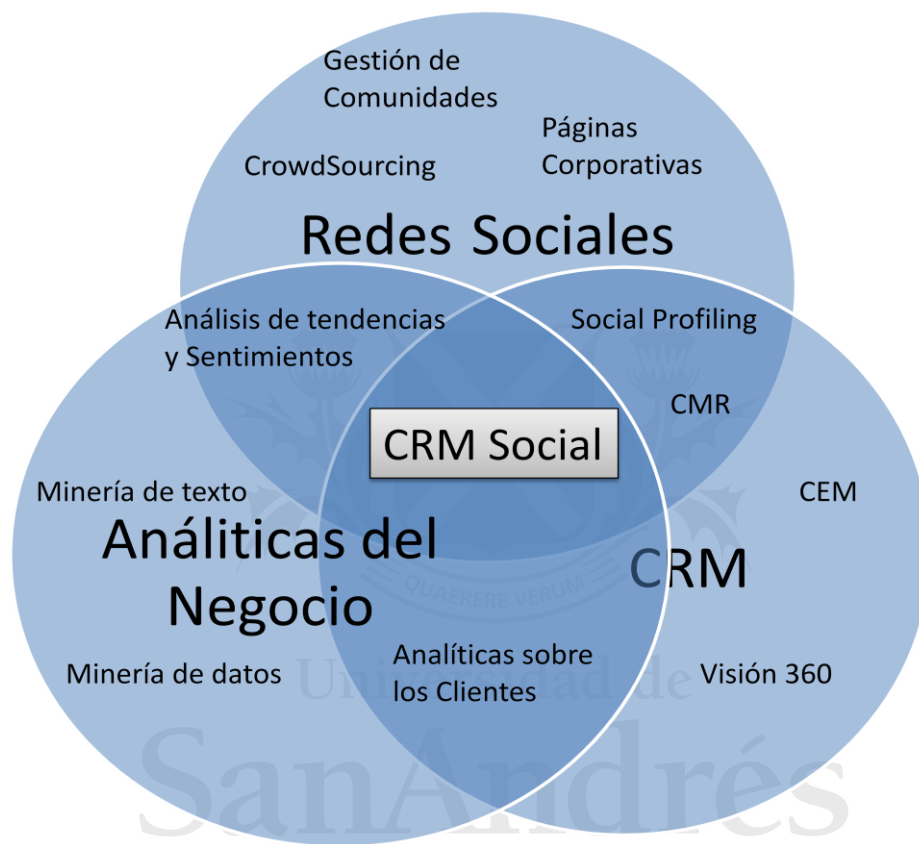 Gestión de
Comunidades
Páginas
Corporativas
CrowdSourcing
Redes Sociales
Análisis de tendencias
y Sentimientos
Social Profiling
CMR
CRM Social
Minería de texto
CEM
Análiticas del
Negocio
CRM
QUAERERE VERUM
Analíticas sobre
los Clientes
Minería de datos
Visión 360
Universidad de
SanAndrés